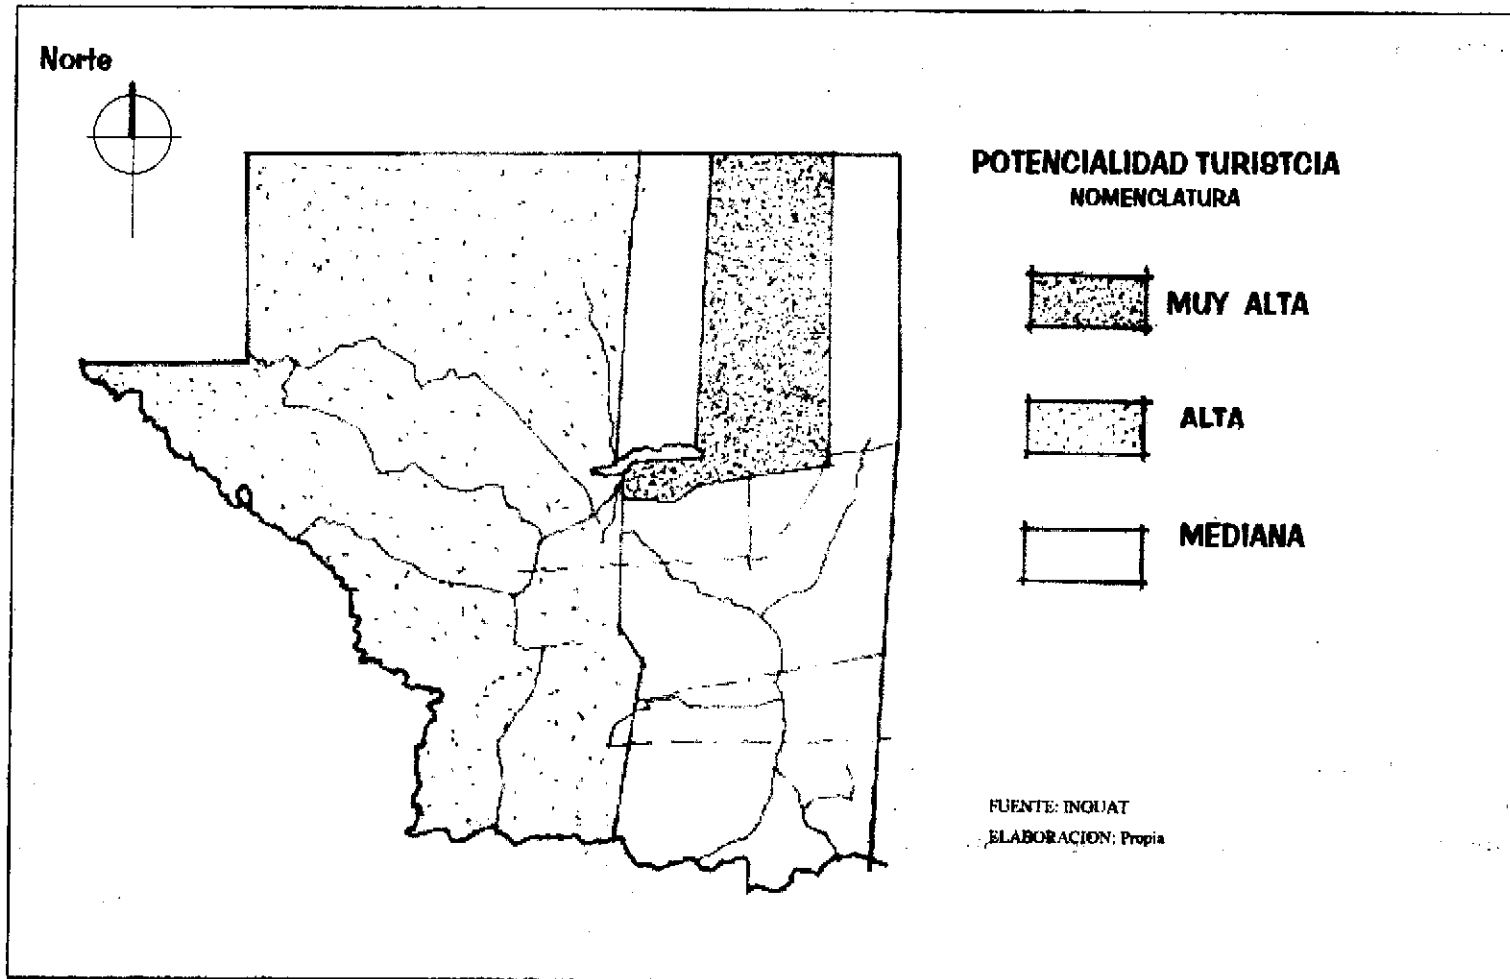 Norte
POTENCIALIDAD TURISTCIA
NOMENCLATURA
MUY ALTA
ALTA
MEDIANA
FUENTE: INGUAT
ELABORACION: Propia